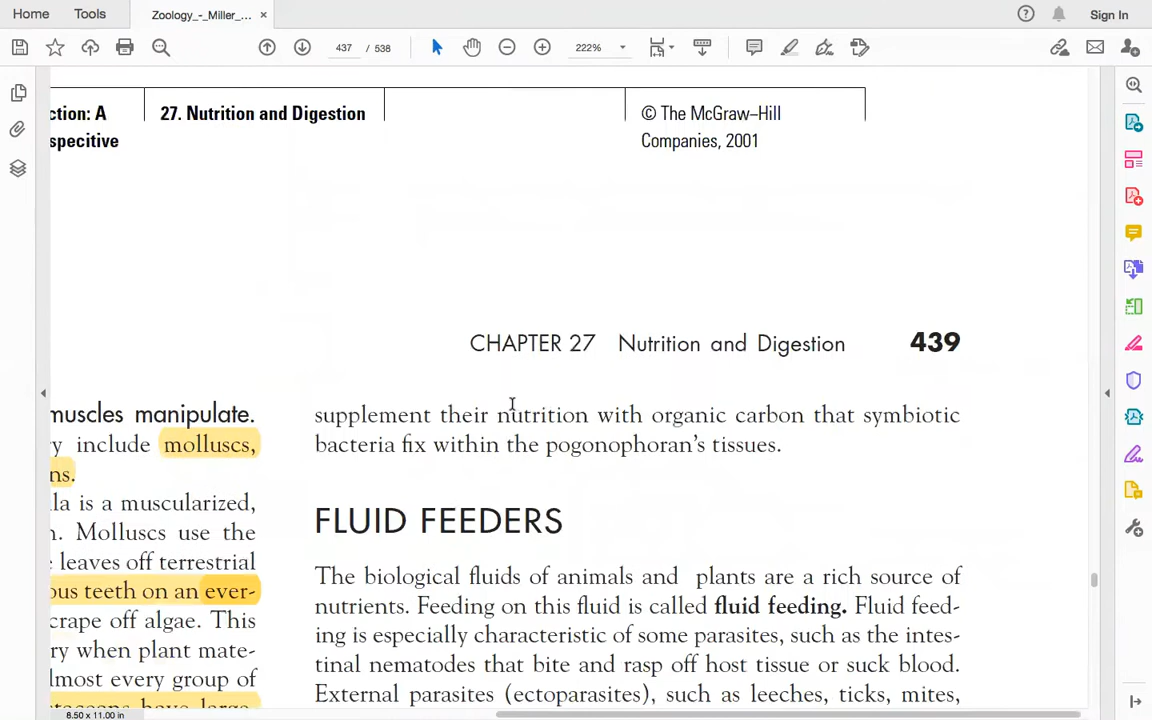 Home
Tools
Zoology_-_Miller_...
Sign In
437 / 538
222%
ction: A
specitive
27. Nutrition and Digestion
© The McGraw–Hill
Companies, 2001
CHAPTER 27 Nutrition and Digestion 439
muscles manipulate.
y include molluscs,
ns.
la is a muscularized,
n. Molluscs use the
leaves off terrestrial
ous teeth on an ever-
crape off algae. This
ry when plant mate-
lmost every group of
staceans have large
supplement their nutrition with organic carbon that symbiotic
bacteria fix within the pogonophoran's tissues.
FLUID FEEDERS
The biological fluids of animals and plants are a rich source of
nutrients. Feeding on this fluid is called fluid feeding. Fluid feed-
ing is especially characteristic of some parasites, such as the intes-
tinal nematodes that bite and rasp off host tissue or suck blood.
External parasites (ectoparasites), such as leeches, ticks, mites,
8.50 x 11.00 in